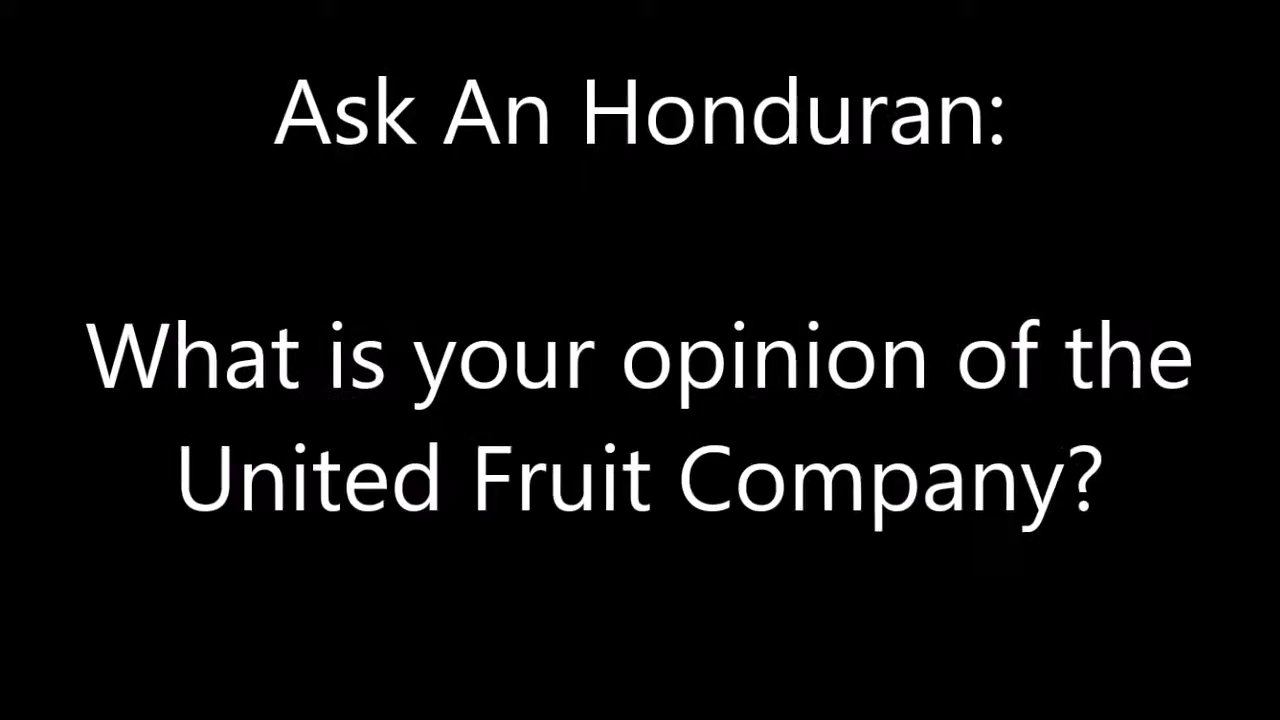 Ask An Honduran:
What is your opinion of the
United Fruit Company?